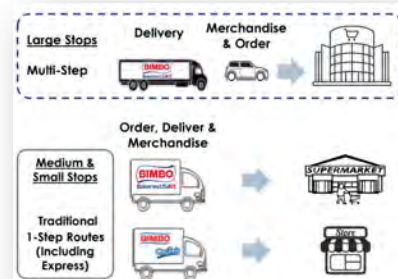 Large Stops
Multi-Step
Delivery
Merchandise
& Order
BIMBO
Order, Deliver &
Merchandise
Medium &
Small Stops
Traditional
1-Step Routes
(Including
Express)
BIMBO
BakeriesUSA
SUPERMARKET
BIMBO
Store